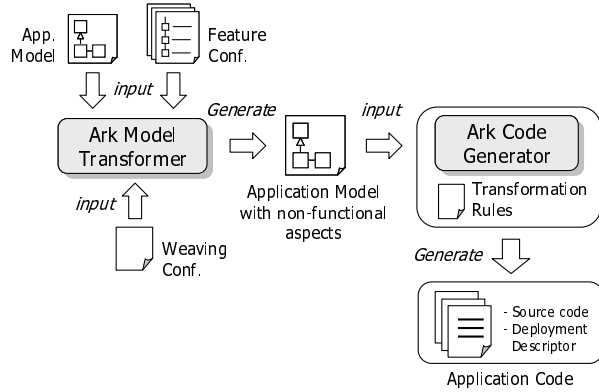 App.
Model
Feature
Conf.
input
Generate
input
Ark Model
Transformer
Ark Code
Generator
input
Application Model
with non-functional
aspects
Transformation
Rules
Weaving
Conf.
Generate
- Source code
- Deployment
Descriptor
Application Code